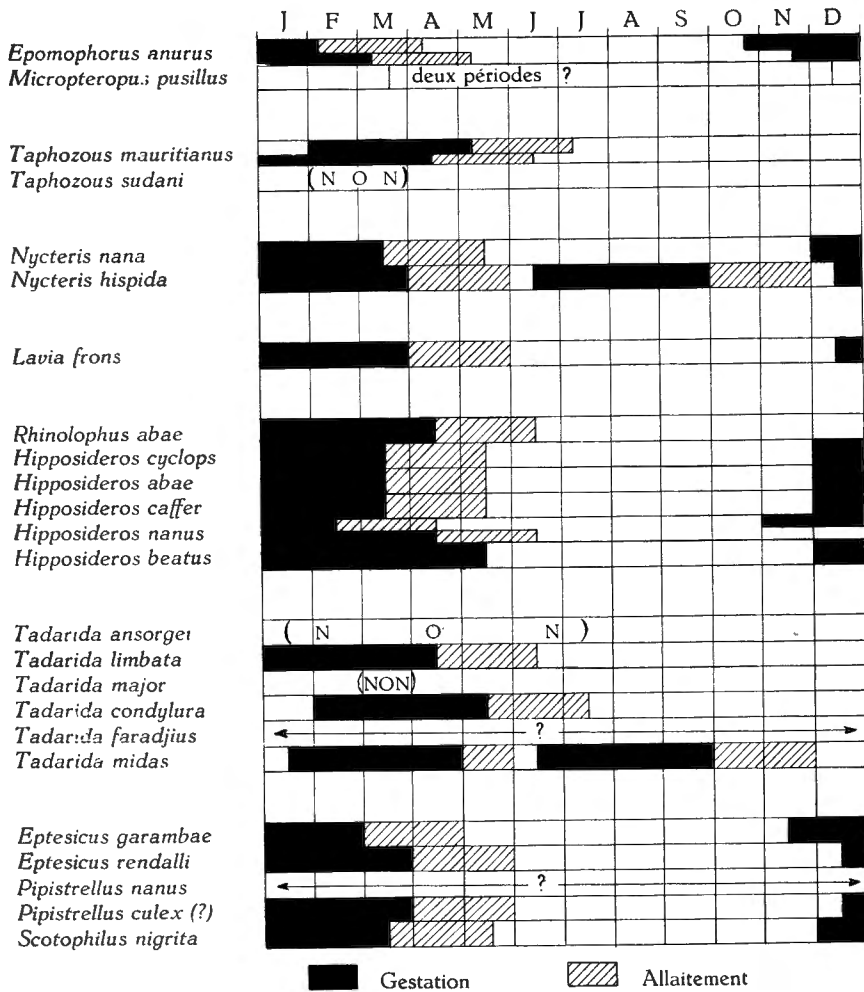 J F M A M J J A S O N D
Epomophorus anurus
Micropteropus pusillus deux périodes ?
Taphozous mauritianus
Taphozous sudani ( N O N )
Nycteris nana
Nycteris hispida
Lavia frons
Rhinolophus abae
Hipposideros cyclops
Hipposideros abae
Hipposideros caffer
Hipposideros nanus
Hipposideros beatus
Tadarida ansorgei ( N O N )
Tadarida limbata
Tadarida major (NON)
Tadarida condylura
Tadarida faradjius ?
Tadarida midas
Eptesicus garambae
Eptesicus rendalli
Pipistrellus nanus ?
Pipistrellus culex (?)
Scotophilus nigrita
Gestation Allaitement